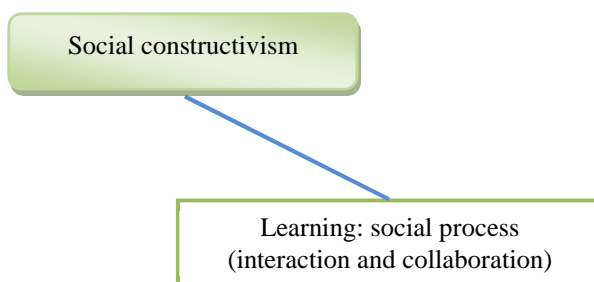 Social constructivism
Learning: social process
(interaction and collaboration)